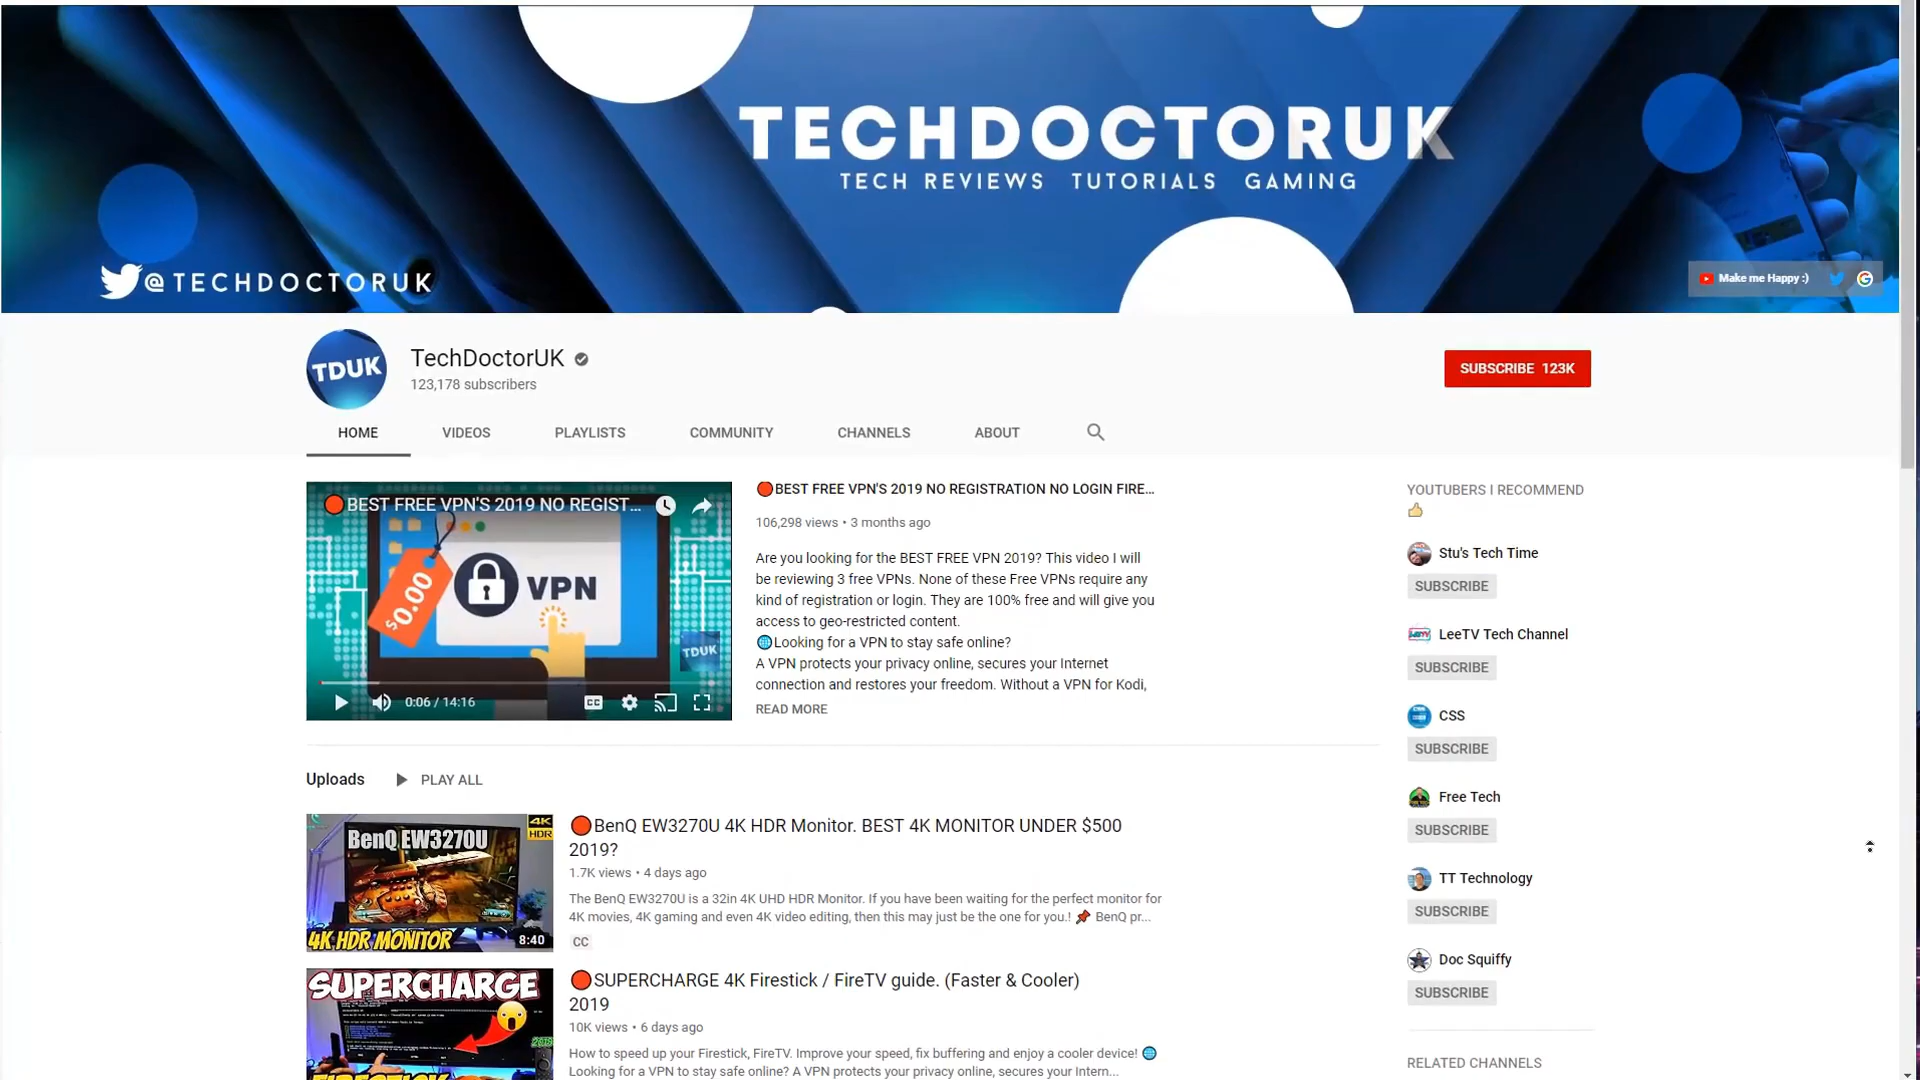 TECHDOCTORUK
TECH REVIEWS TUTORIALS GAMING
@TECHDOCTORUK
Make me Happy :)
TDUK
TechDoctorUK
123,178 subscribers
SUBSCRIBE 123K
HOME VIDEOS PLAYLISTS COMMUNITY CHANNELS ABOUT
BEST FREE VPN'S 2019 NO REGIST...
$0.00
VPN
TDUK
0:06 / 14:16
CC
BEST FREE VPN'S 2019 NO REGISTRATION NO LOGIN FIRE...
106,298 views • 3 months ago
Are you looking for the BEST FREE VPN 2019? This video I will
be reviewing 3 free VPNs. None of these Free VPNs require any
kind of registration or login. They are 100% free and will give you
access to geo-restricted content.
Looking for a VPN to stay safe online?
A VPN protects your privacy online, secures your Internet
connection and restores your freedom. Without a VPN for Kodi,
READ MORE
YOUTUBERS I RECOMMEND
Stu's Tech Time
SUBSCRIBE
LeeTV Tech Channel
SUBSCRIBE
CSS
SUBSCRIBE
Free Tech
SUBSCRIBE
TT Technology
SUBSCRIBE
Doc Squiffy
SUBSCRIBE
RELATED CHANNELS
Uploads PLAY ALL
BenQ EW3270U
4K
HDR
4K HDR MONITOR
8:40
BenQ EW3270U 4K HDR Monitor. BEST 4K MONITOR UNDER $500
2019?
1.7K views • 4 days ago
The BenQ EW3270U is a 32in 4K UHD HDR Monitor. If you have been waiting for the perfect monitor for
4K movies, 4K gaming and even 4K video editing, then this may just be the one for you.! BenQ pr...
CC
SUPERCHARGE
FIRESTICK
SUPERCHARGE 4K Firestick / FireTV guide. (Faster & Cooler)
2019
10K views • 6 days ago
How to speed up your Firestick, FireTV. Improve your speed, fix buffering and enjoy a cooler device!
Looking for a VPN to stay safe online? A VPN protects your privacy online, secures your Intern...